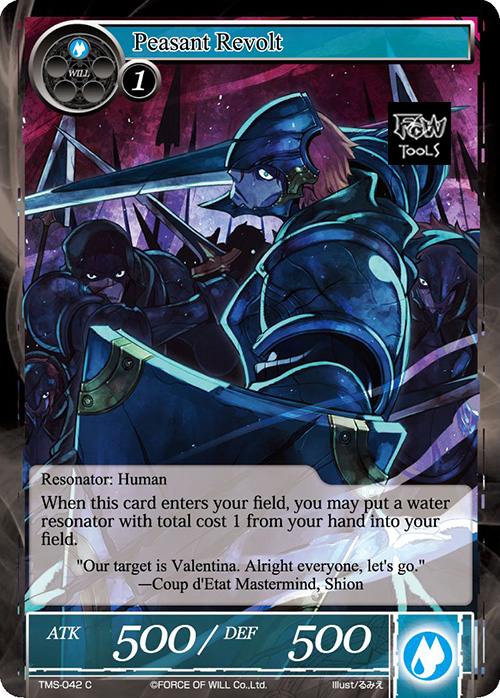 Peasant Revolt
WILL
1
FOW
TOOLS
Resonator: Human
When this card enters your field, you may put a
water resonator with total cost 1 from your hand into your
field.
"Our target is Valentina. Alright everyone, let's go."
—Coup d'Etat Mastermind, Shion
ATK 500/ DEF 500
TMS-042 C ©FORCE OF WILL Co.,Ltd. Illust/るみえ